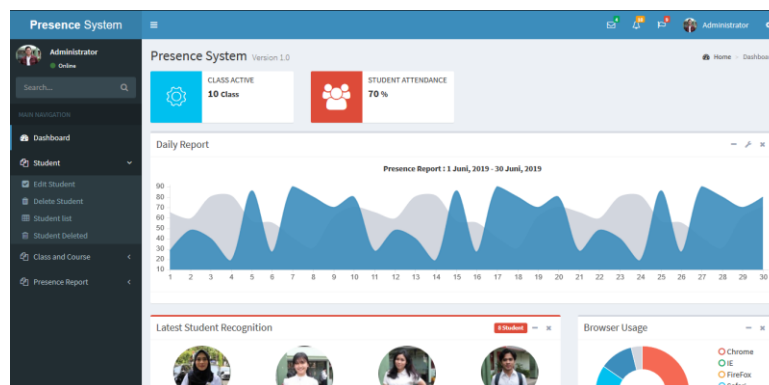 Presence System
Administrator
Administrator
Online
Search...
MAIN NAVIGATION
Dashboard
Student
Edit Student
Delete Student
Student list
Student Deleted
Class and Course
Presence Report
Presence System Version 1.0
Home > Dashboa
CLASS ACTIVE
10 Class
STUDENT ATTENDANCE
70 %
Daily Report
Presence Report : 1 Juni, 2019 - 30 Juni, 2019
90
80
70
60
50
40
30
20
10
1 2 3 4 5 6 7 8 9 10 11 12 13 14 15 16 17 18 19 20 21 22 23 24 25 26 27 28 29 30
Latest Student Recognition
8 Student
Browser Usage
Chrome
IE
FireFox
Safari